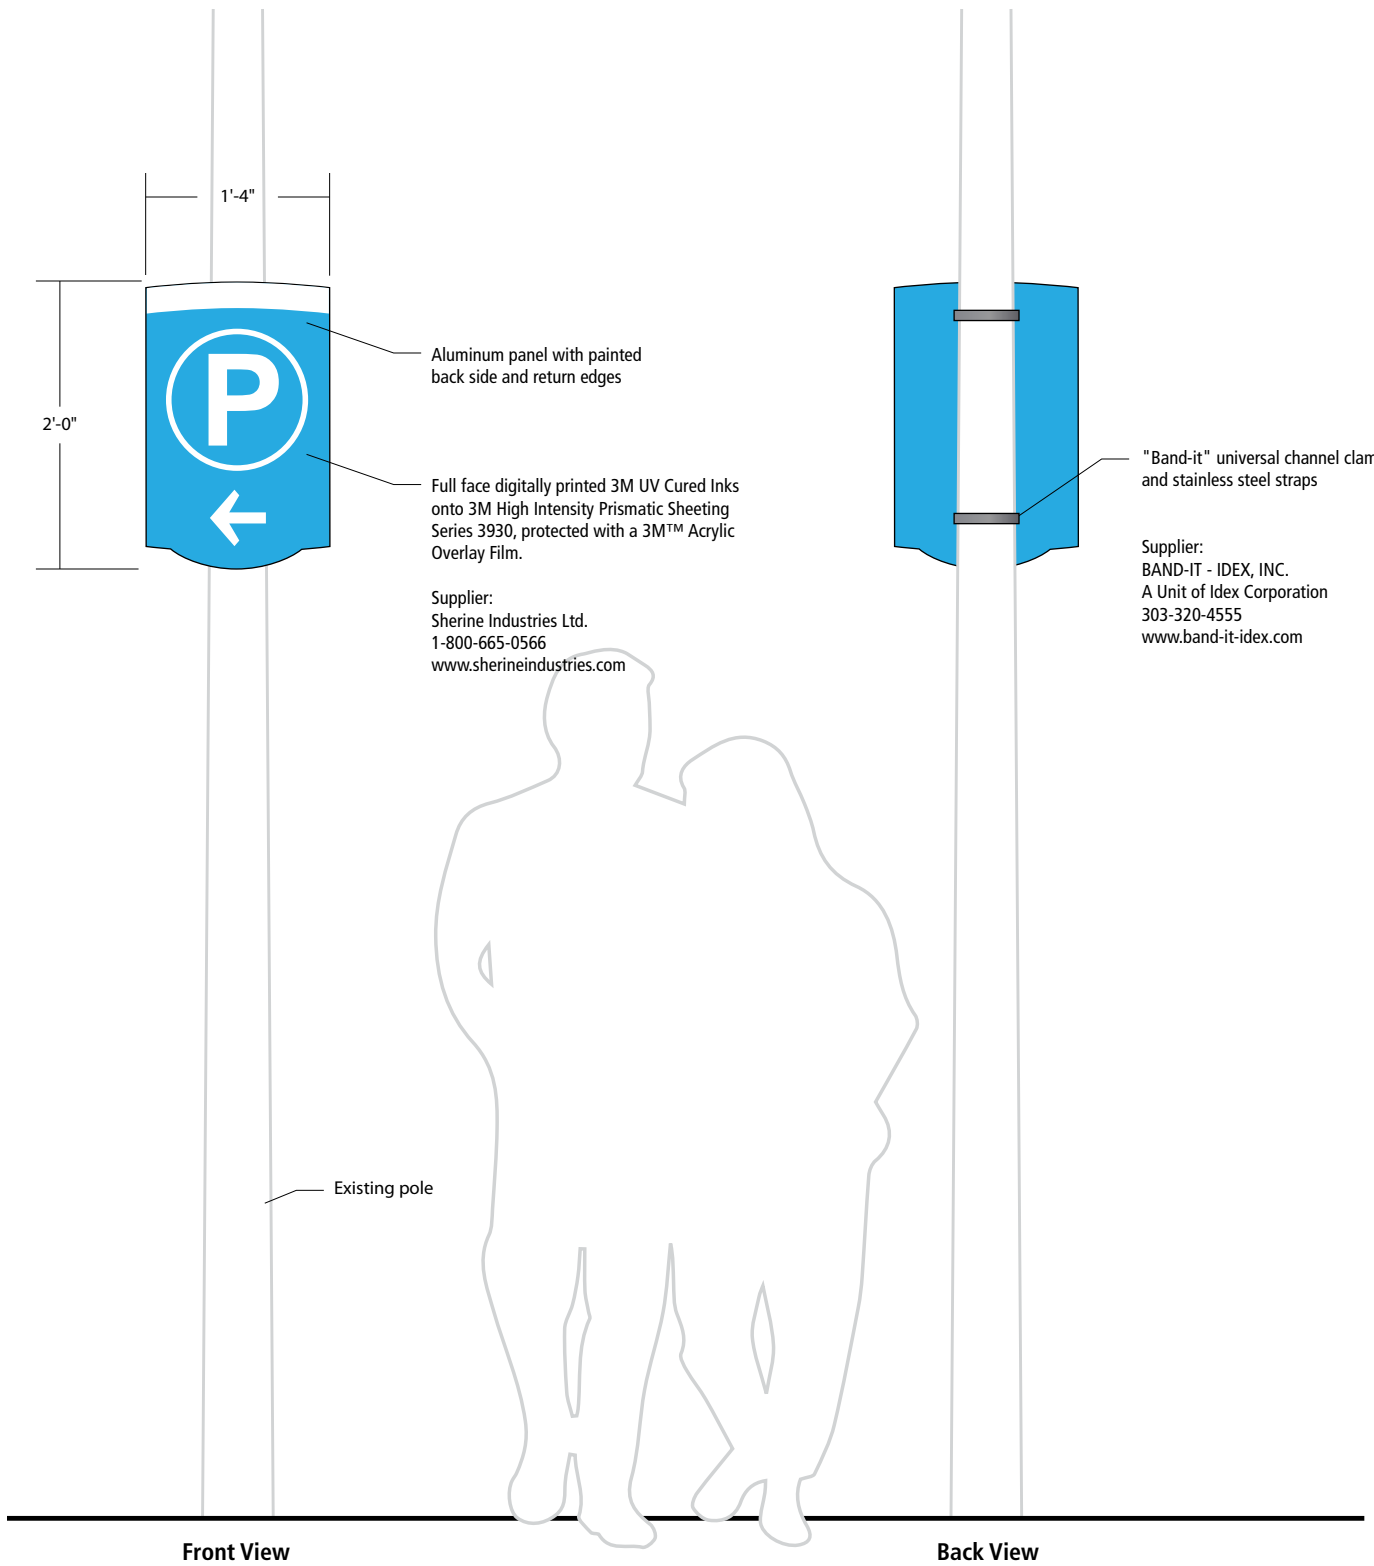 1'-4"
2'-0"
P
Aluminum panel with painted
back side and return edges
Full face digitally printed 3M UV Cured Inks
onto 3M High Intensity Prismatic Sheeting
Series 3930, protected with a 3M™ Acrylic
Overlay Film.
Supplier:
Sherine Industries Ltd.
1-800-665-0566
www.sherineindustries.com
"Band-it" universal channel clam
and stainless steel straps
Supplier:
BAND-IT - IDEX, INC.
A Unit of Idex Corporation
303-320-4555
www.band-it-idex.com
Existing pole
Front View
Back View